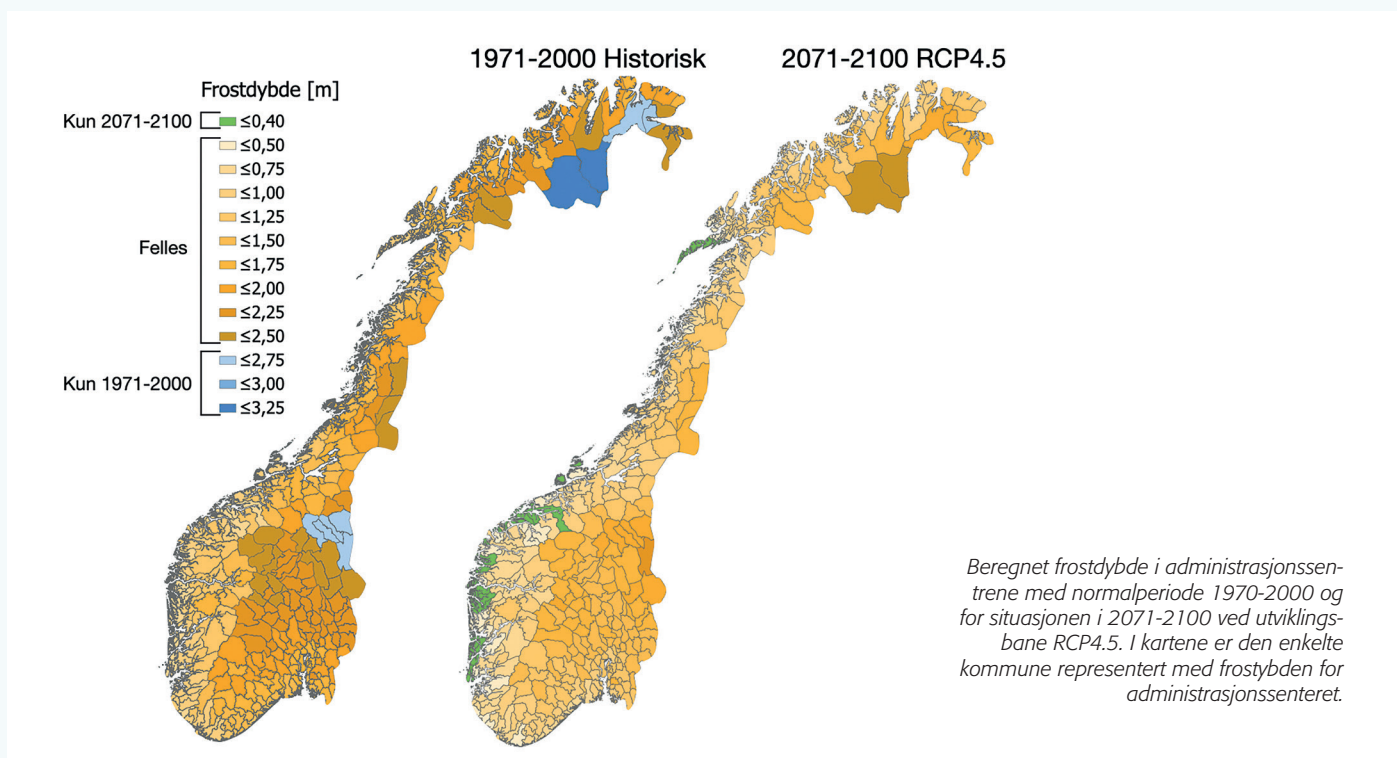 1971-2000 Historisk
2071-2100 RCP4.5
Frostdybde [m]
Kun 2071-2100
≤0,40
Felles
≤0,50
≤0,75
≤1,00
≤1,25
≤1,50
≤1,75
≤2,00
≤2,25
≤2,50
Kun 1971-2000
≤2,75
≤3,00
≤3,25
Beregnet frostdybde i administrasjonssen-
trene med normalperiode 1970-2000 og
for situasjonen i 2071-2100 ved utviklings-
bane RCP4.5. I kartene er den enkelte
kommune representert med frostybden for
administrasjonssenteret.